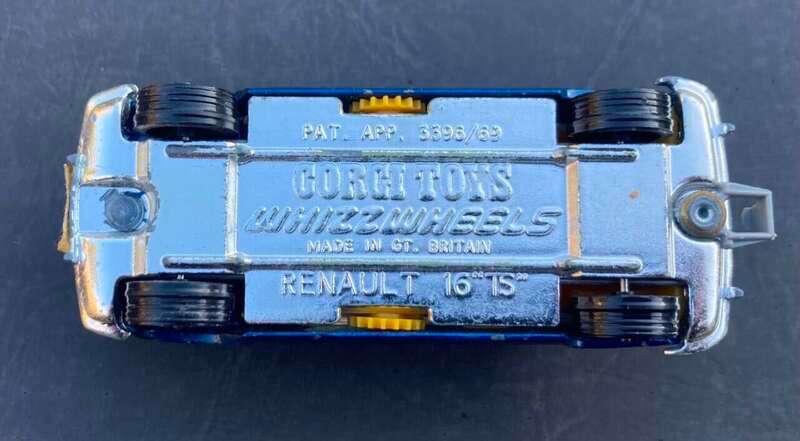 PAT. APP. 3396/69
CORGI TOYS
WHIZZWHEELS
MADE IN GT. BRITAIN
RENAULT 16"TS"